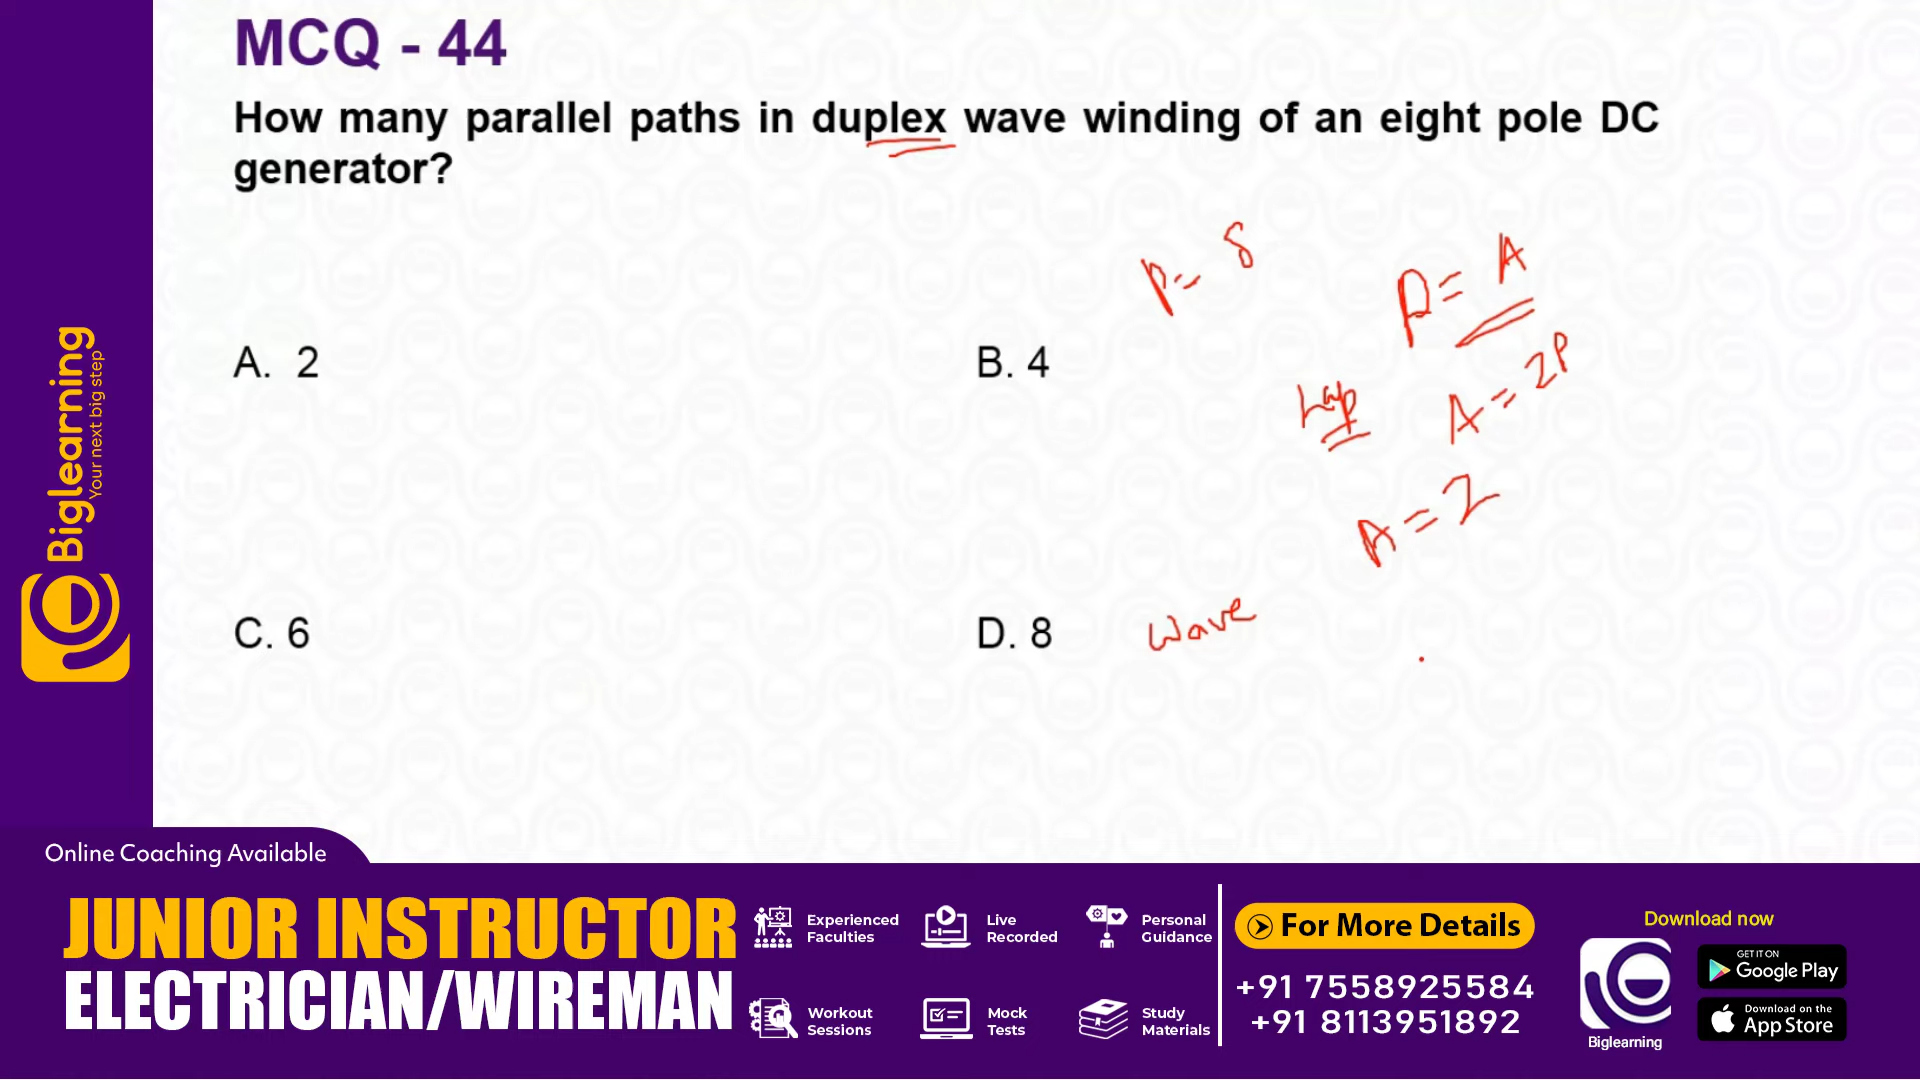 MCQ - 44
How many parallel paths in duplex wave winding of an eight pole DC
generator?
P = 8
P = A
A. 2
B. 4
Lap
A = 2P
A = 2
C. 6
D. 8
Wave
Biglearning
Your next big step
Online Coaching Available
JUNIOR INSTRUCTOR
ELECTRICIAN/WIREMAN
Experienced
Faculties
Live
Recorded
Personal
Guidance
Workout
Sessions
Mock
Tests
Study
Materials
For More Details
+91 7558925584
+91 8113951892
Download now
Biglearning
GET IT ON
Google Play
Download on the
App Store